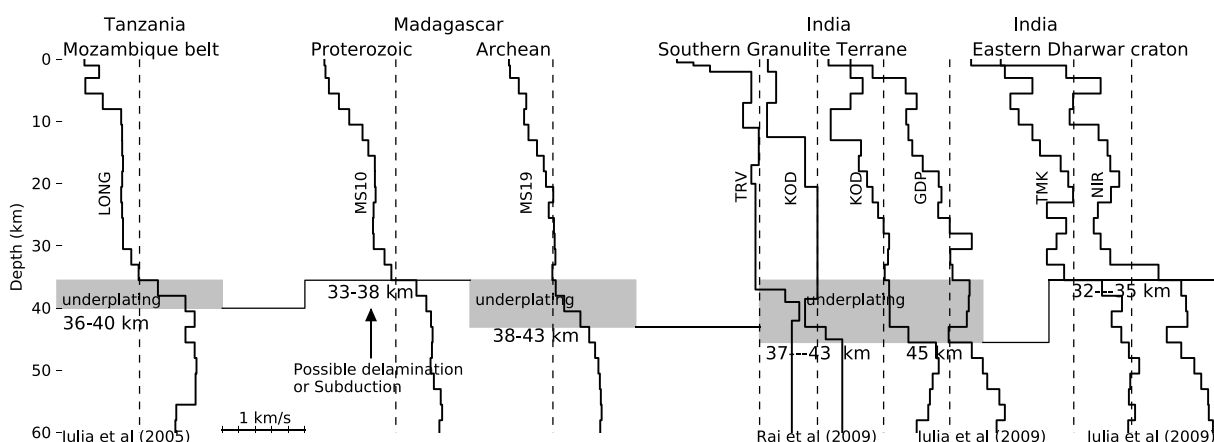 Tanzania
Mozambique belt
Madagascar
Proterozoic
Archean
India
Southern Granulite Terrane
India
Eastern Dharwar craton
Depth (km)
0
10
20
30
40
50
60
LONG
MS10
MS19
TRV
KOD
KOD
GDP
TMK
NIR
underplating
36-40 km
33-38 km
underplating
38-43 km
underplating
37---43 km
45 km
32---35 km
Possible delamination
or Subduction
1 km/s
Julia et al (2005)
Rai et al (2009)
Julia et al (2009)
Julia et al (2009)